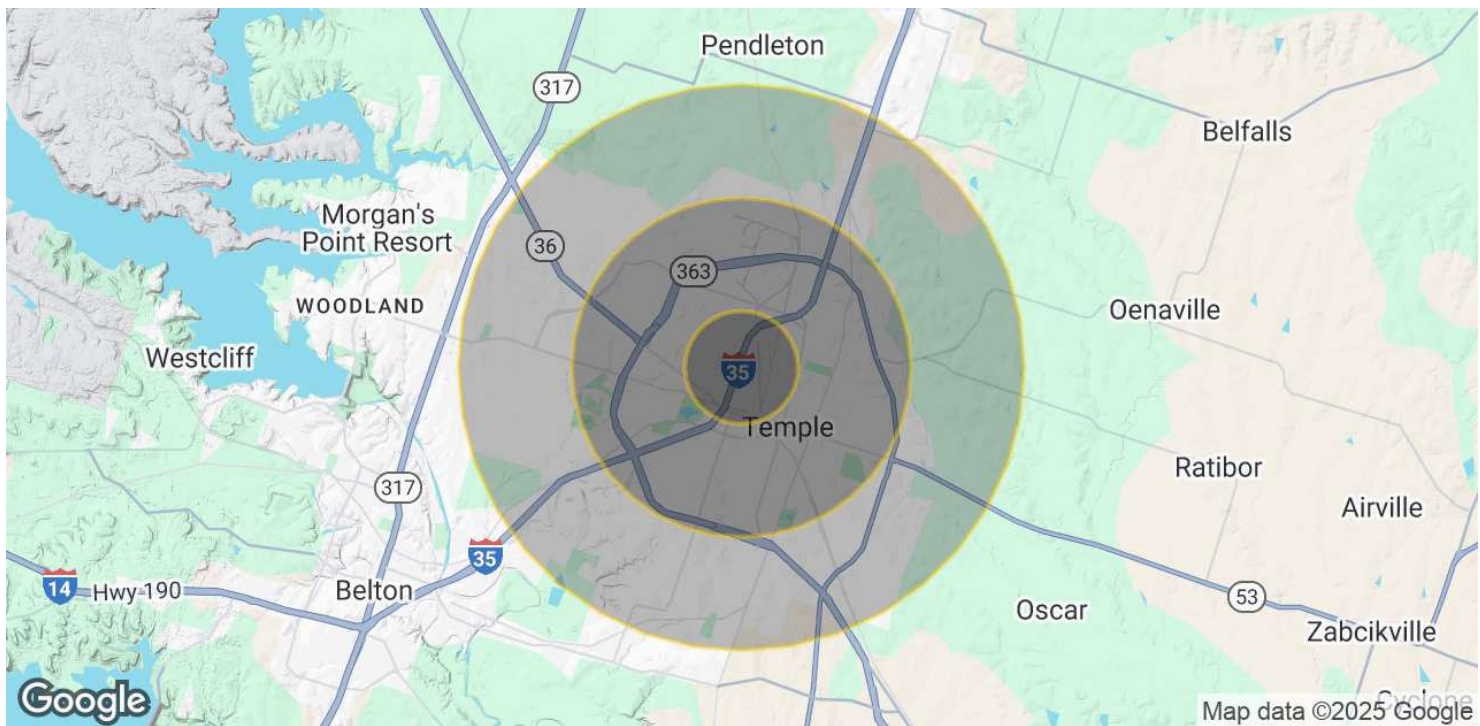 Pendleton
317
Belfalls
Morgan's
Point Resort
36
363
WOODLAND
Oenaville
Westcliff
35
Temple
Ratibor
317
Airville
35
14
Hwy 190
Belton
53
Oscar
Zabcikville
Cyclone
Google
Map data ©2025 Google